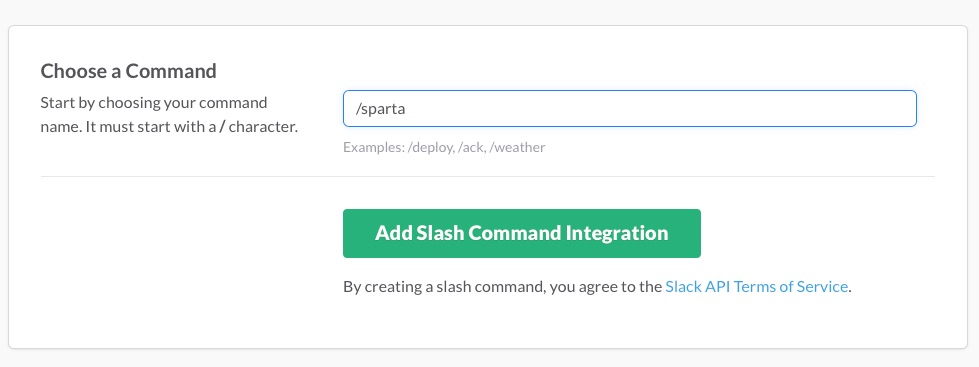 Choose a Command
Start by choosing your command
name. It must start with a / character.
/sparta
Examples: /deploy, /ack, /weather
Add Slash Command Integration
By creating a slash command, you agree to the Slack API Terms of Service.